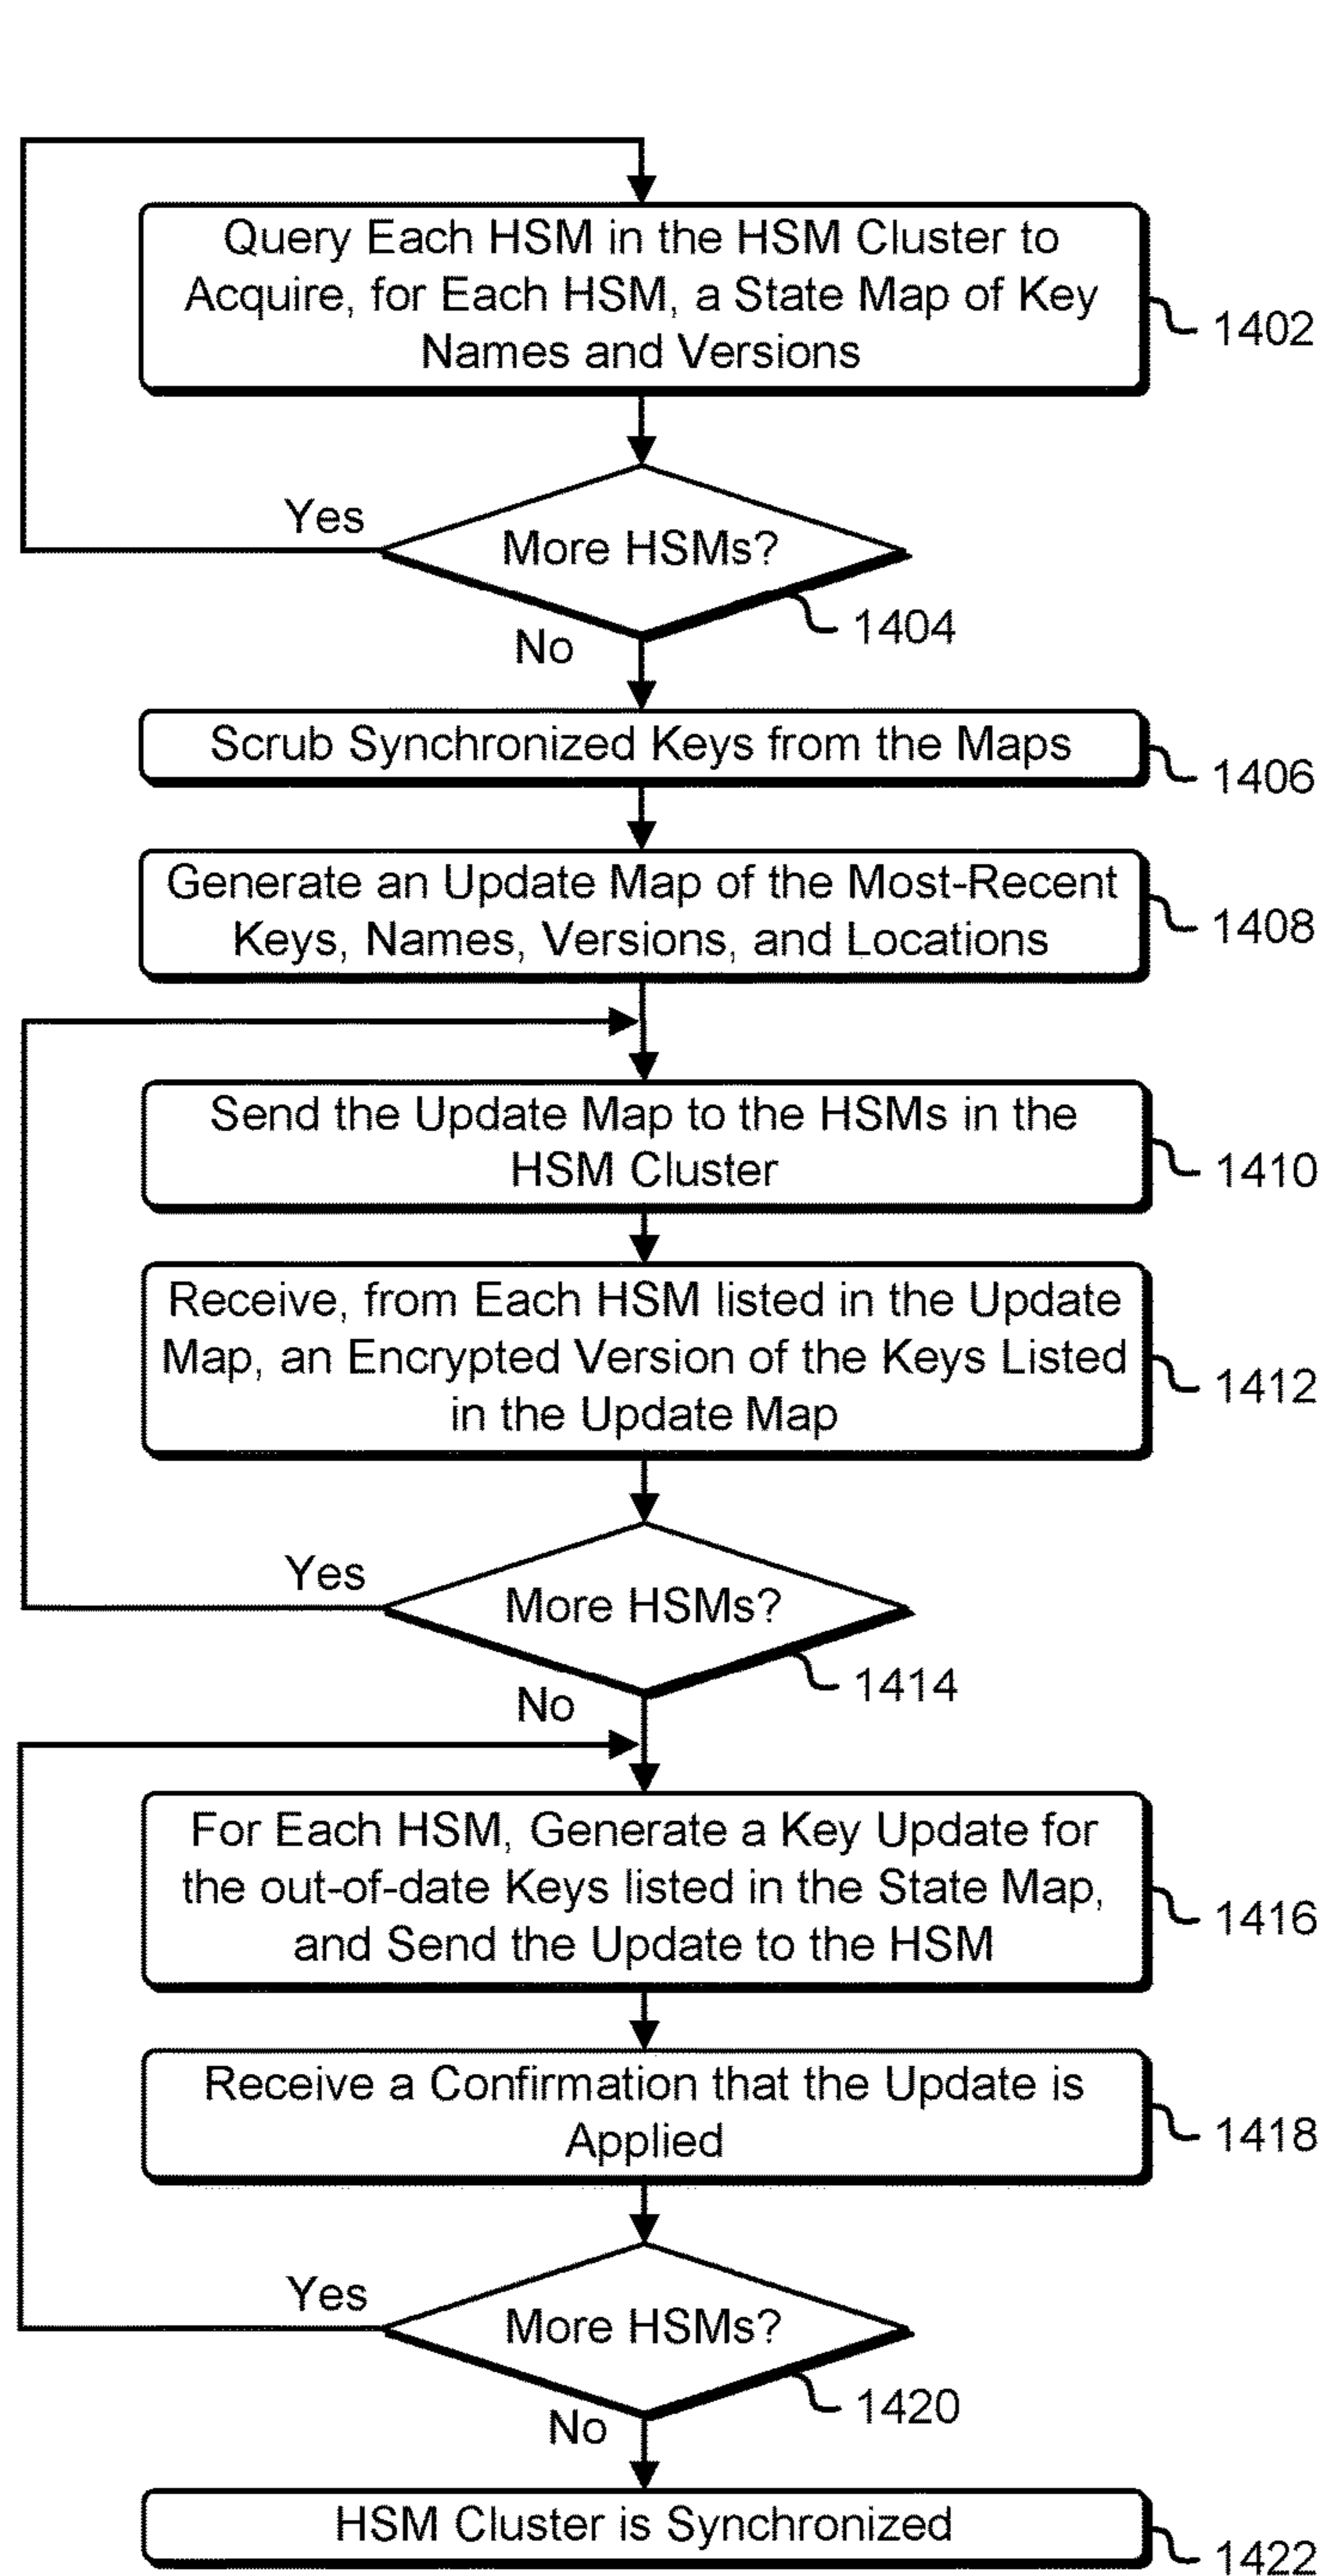 Query Each HSM in the HSM Cluster to
Acquire, for Each HSM, a State Map of Key
Names and Versions
1402
Yes
More HSMs?
1404
No
Scrub Synchronized Keys from the Maps
1406
Generate an Update Map of the Most-Recent
Keys, Names, Versions, and Locations
1408
Send the Update Map to the HSMs in the
HSM Cluster
1410
Receive, from Each HSM listed in the Update
Map, an Encrypted Version of the Keys Listed
in the Update Map
1412
Yes
More HSMs?
1414
No
For Each HSM, Generate a Key Update for
the out-of-date Keys listed in the State Map,
and Send the Update to the HSM
1416
Receive a Confirmation that the Update is
Applied
1418
Yes
More HSMs?
1420
No
HSM Cluster is Synchronized
1422